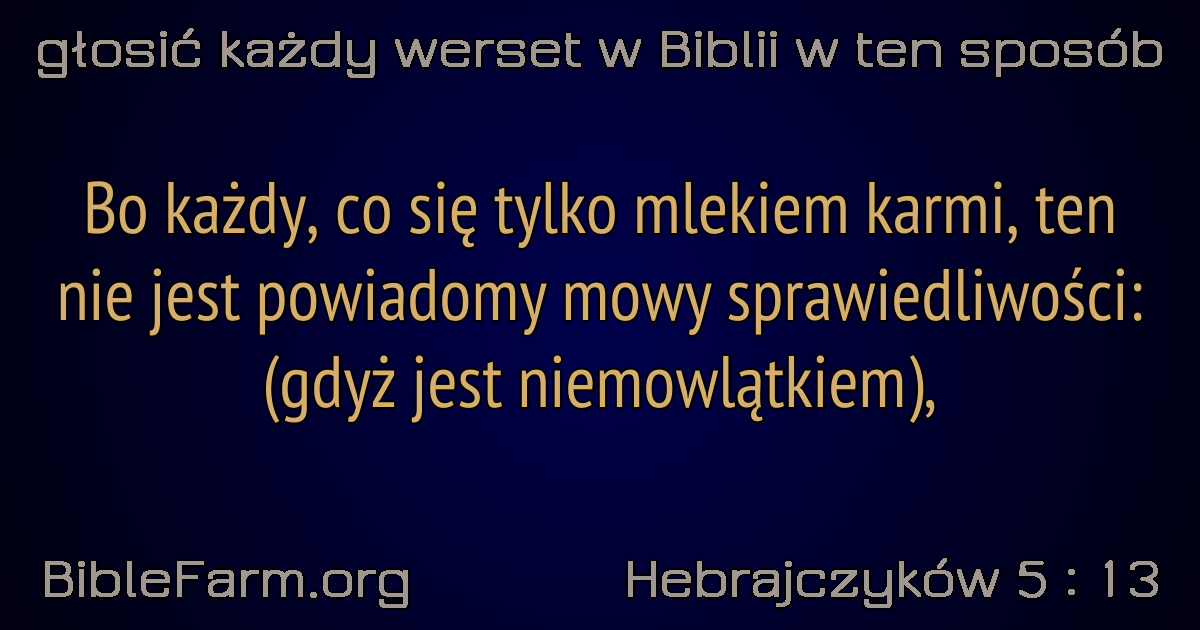 głosić każdy werset w Biblii w ten sposób
Bo każdy, co się tylko mlekiem karmi, ten
nie jest powiadomy mowy sprawiedliwości:
(gdyż jest niemowlątkiem),
BibleFarm.org
Hebrajczyków 5 : 13